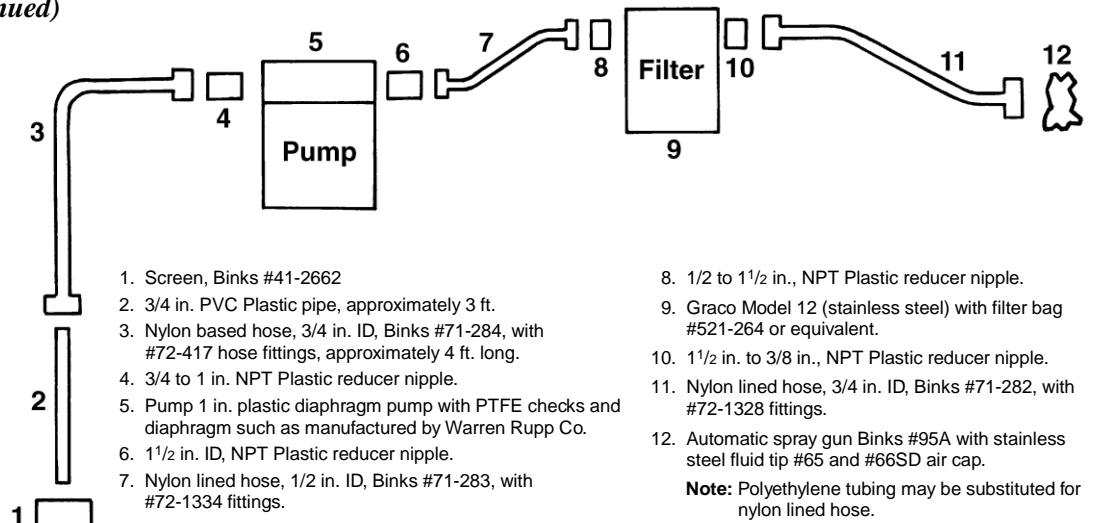 nued)
5
6
7
8
Filter
10
11
12
4
3
Pump
9
1. Screen, Binks #41-2662
2. 3/4 in. PVC Plastic pipe, approximately 3 ft.
3. Nylon based hose, 3/4 in. ID, Binks #71-284, with
#72-417 hose fittings, approximately 4 ft. long.
4. 3/4 to 1 in. NPT Plastic reducer nipple.
5. Pump 1 in. plastic diaphragm pump with PTFE checks and
diaphragm such as manufactured by Warren Rupp Co.
6. 1 1/2 in. ID, NPT Plastic reducer nipple.
7. Nylon lined hose, 1/2 in. ID, Binks #71-283, with
#72-1334 fittings.
8. 1/2 to 1 1/2 in., NPT Plastic reducer nipple.
9. Graco Model 12 (stainless steel) with filter bag
#521-264 or equivalent.
10. 1 1/2 in. to 3/8 in., NPT Plastic reducer nipple.
11. Nylon lined hose, 3/4 in. ID, Binks #71-282, with
#72-1328 fittings.
12. Automatic spray gun Binks #95A with stainless
steel fluid tip #65 and #66SD air cap.
Note: Polyethylene tubing may be substituted for
nylon lined hose.
2
1